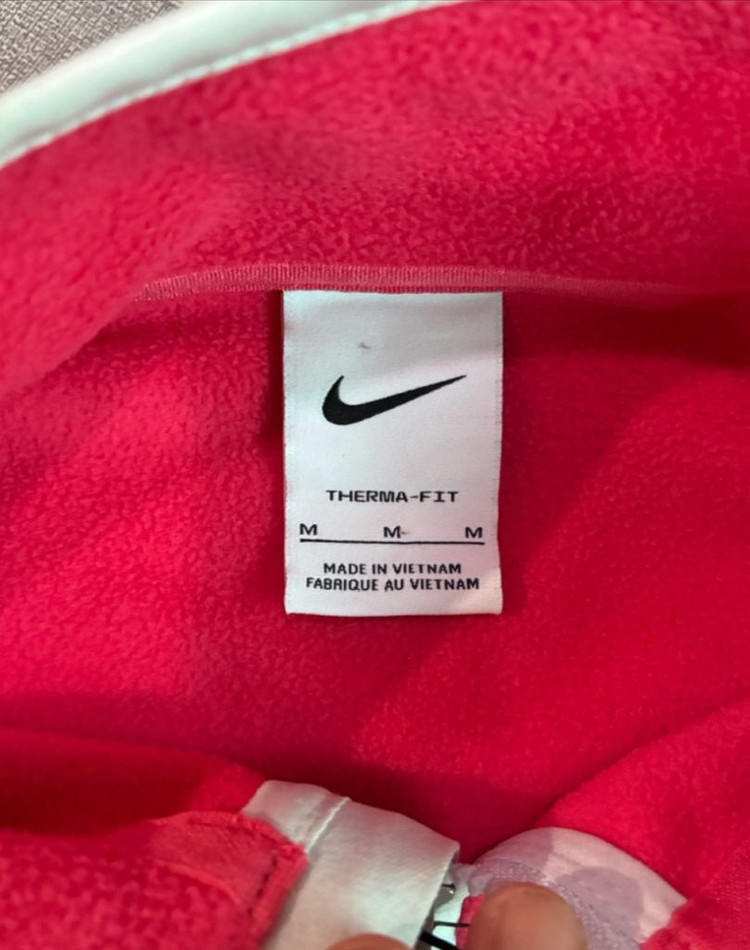 THERMA-FIT
M M M
MADE IN VIETNAM
FABRIQUE AU VIETNAM